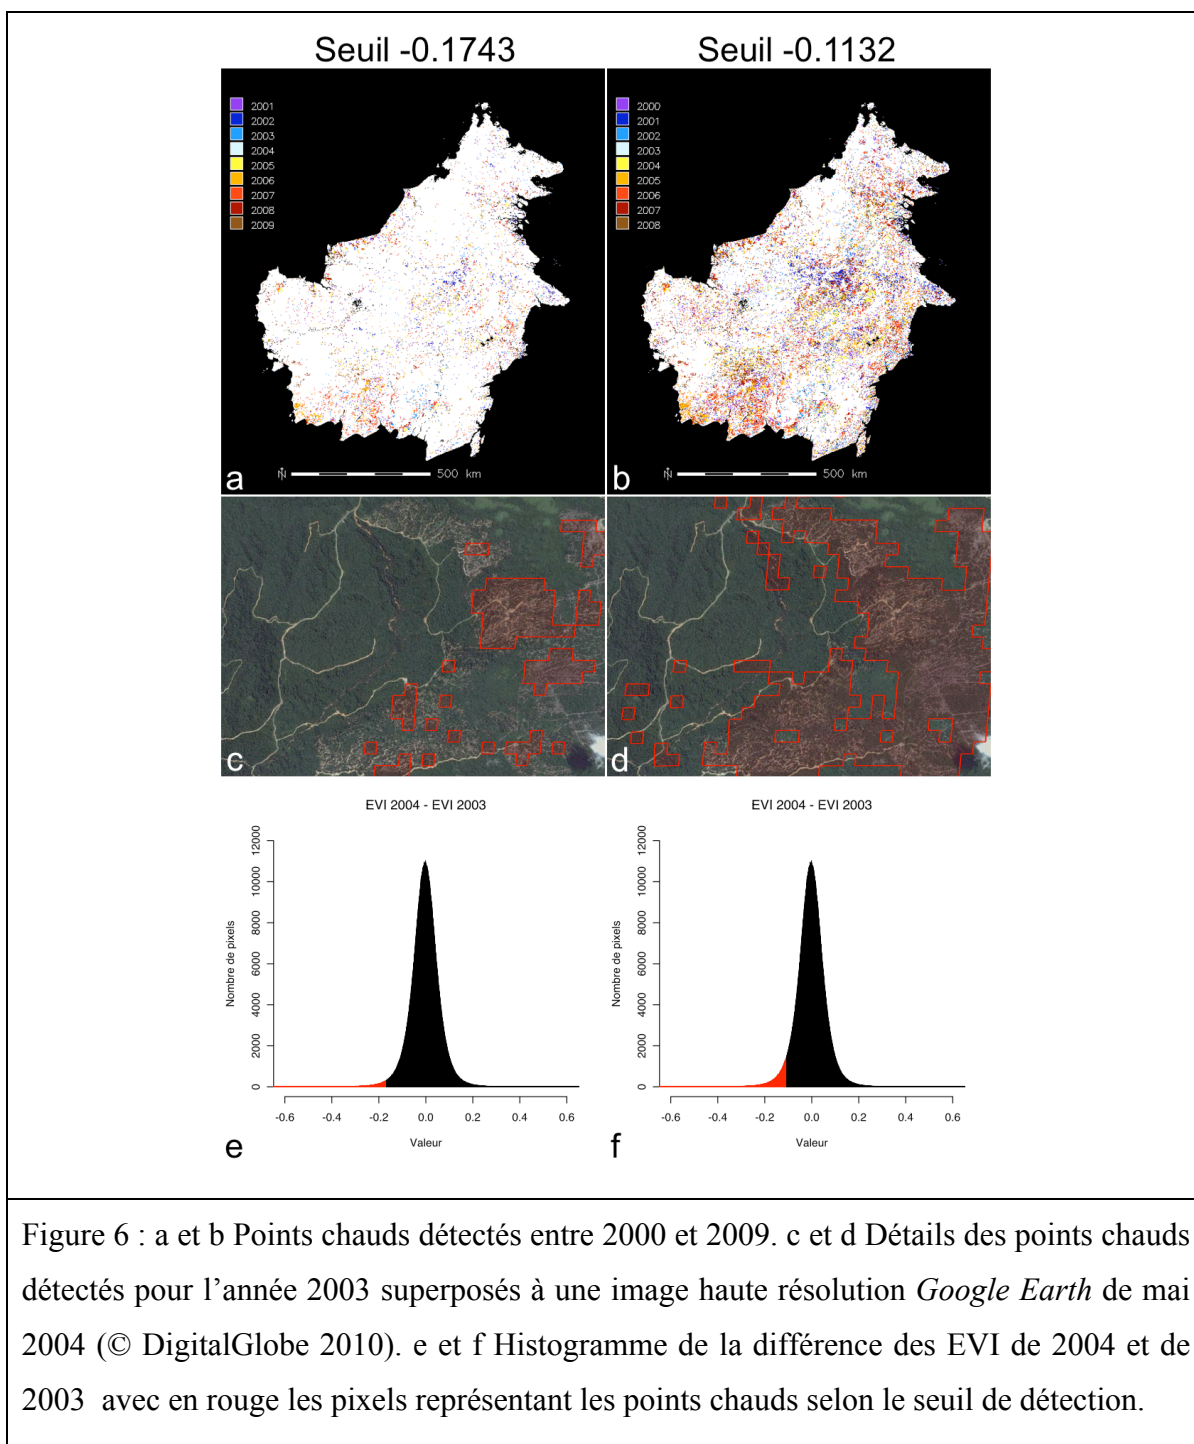 Seuil -0.1743
Seuil -0.1132
2001
2002
2003
2004
2005
2006
2007
2008
2009
N
500 km
a
2000
2001
2002
2003
2004
2005
2006
2007
2008
N
500 km
b
c
d
EVI 2004 - EVI 2003
Nombre de pixels
12000
10000
8000
6000
4000
2000
0
-0.6 -0.4 -0.2 0.0 0.2 0.4 0.6
Valeur
e
EVI 2004 - EVI 2003
Nombre de pixels
12000
10000
8000
6000
4000
2000
0
-0.6 -0.4 -0.2 0.0 0.2 0.4 0.6
Valeur
f
Figure 6 : a et b Points chauds détectés entre 2000 et 2009. c et d Détails des points chauds
détectés pour l’année 2003 superposés à une image haute résolution Google Earth de mai
2004 (© DigitalGlobe 2010). e et f Histogramme de la différence des EVI de 2004 et de
2003 avec en rouge les pixels représentant les points chauds selon le seuil de détection.